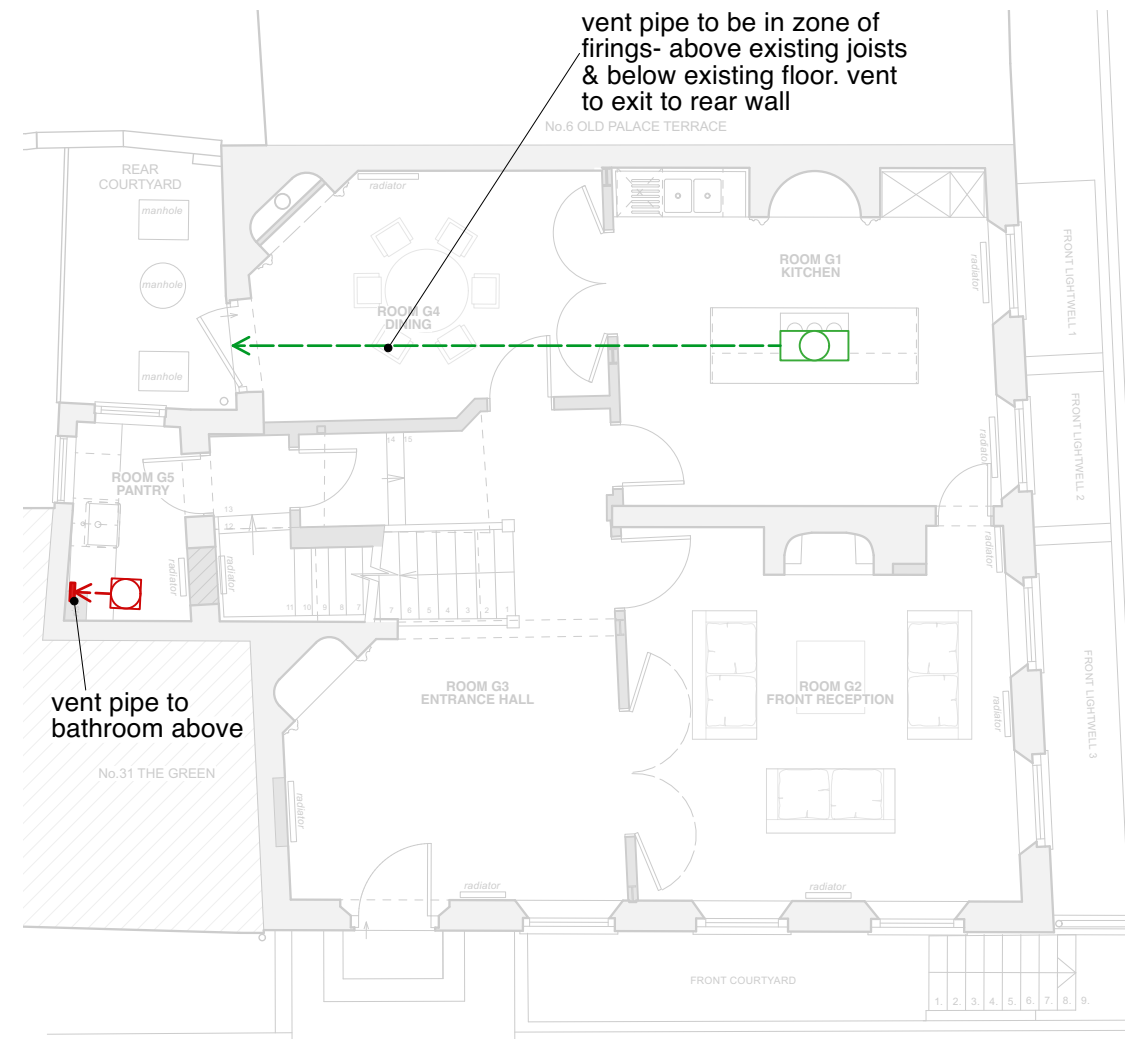 vent pipe to be in zone of
firings- above existing joists
& below existing floor. vent
to exit to rear wall
No.6 OLD PALACE TERRACE
REAR
COURTYARD
manhole
manhole
manhole
radiator
ROOM G4
DINING
ROOM G1
KITCHEN
radiator
FRONT LIGHTWELL 1
radiator
FRONT LIGHTWELL 2
14 15
ROOM G5
PANTRY
13
12
radiator
radiator
11 10 9 8 7
7 6 5 4 3 2 1
radiator
vent pipe to
bathroom above
No.31 THE GREEN
ROOM G3
ENTRANCE HALL
ROOM G2
FRONT RECEPTION
radiator
FRONT LIGHTWELL 3
radiator
radiator
radiator
FRONT COURTYARD
1. 2. 3. 4. 5. 6. 7. 8. 9.